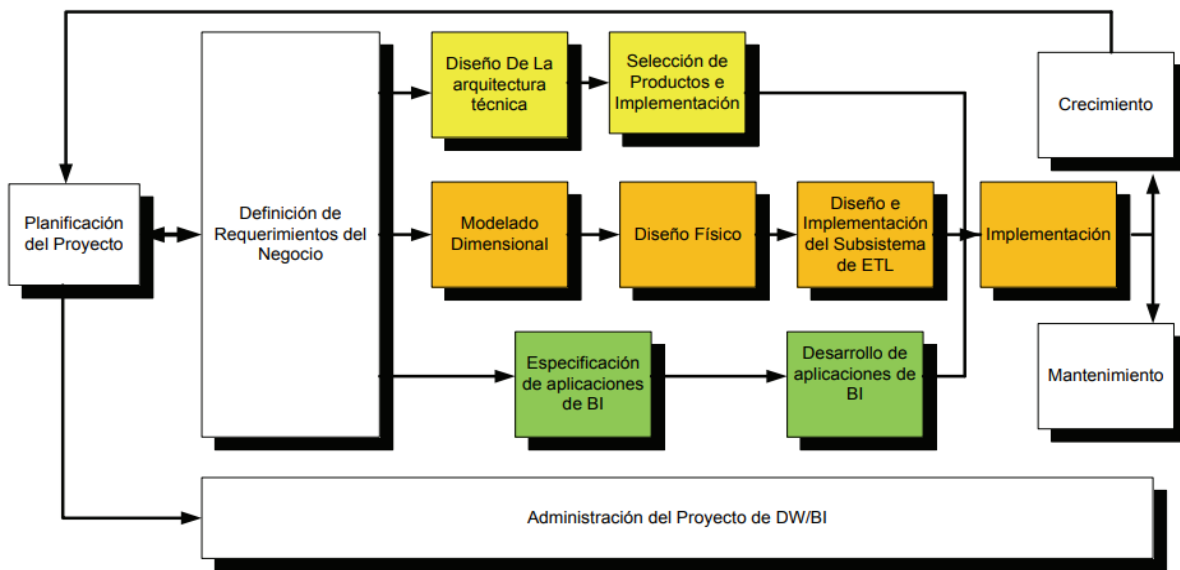 Diseño De La
arquitectura
técnica
Selección de
Productos e
Implementación
Crecimiento
Planificación
del Proyecto
Definición de
Requerimientos del
Negocio
Modelado
Dimensional
Diseño Físico
Diseño e
Implementación
del Subsistema
de ETL
Implementación
Especificación
de aplicaciones
de BI
Desarrollo de
aplicaciones de
BI
Mantenimiento
Administración del Proyecto de DW/BI